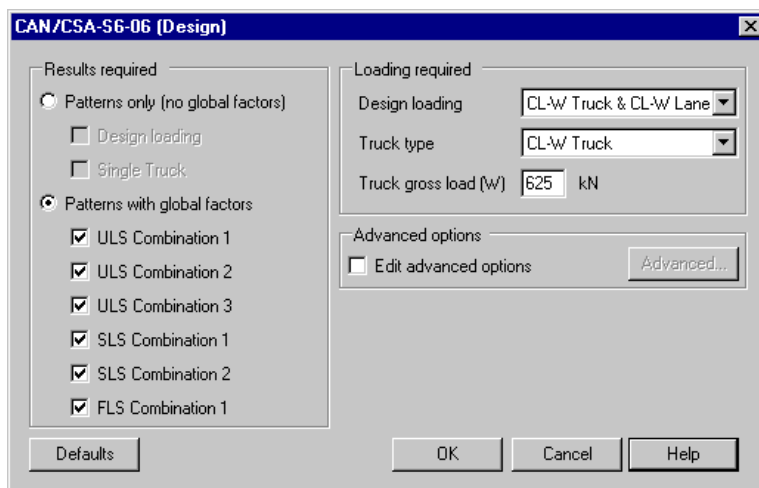 CAN/CSA-S6-06 (Design)
Results required
Patterns only (no global factors)
Design loading
Single Truck
Patterns with global factors
ULS Combination 1
ULS Combination 2
ULS Combination 3
SLS Combination 1
SLS Combination 2
FLS Combination 1
Loading required
Design loading CL-W Truck & CL-W Lane
Truck type CL-W Truck
Truck gross load (W) 625 kN
Advanced options
Edit advanced options Advanced...
Defaults OK Cancel Help